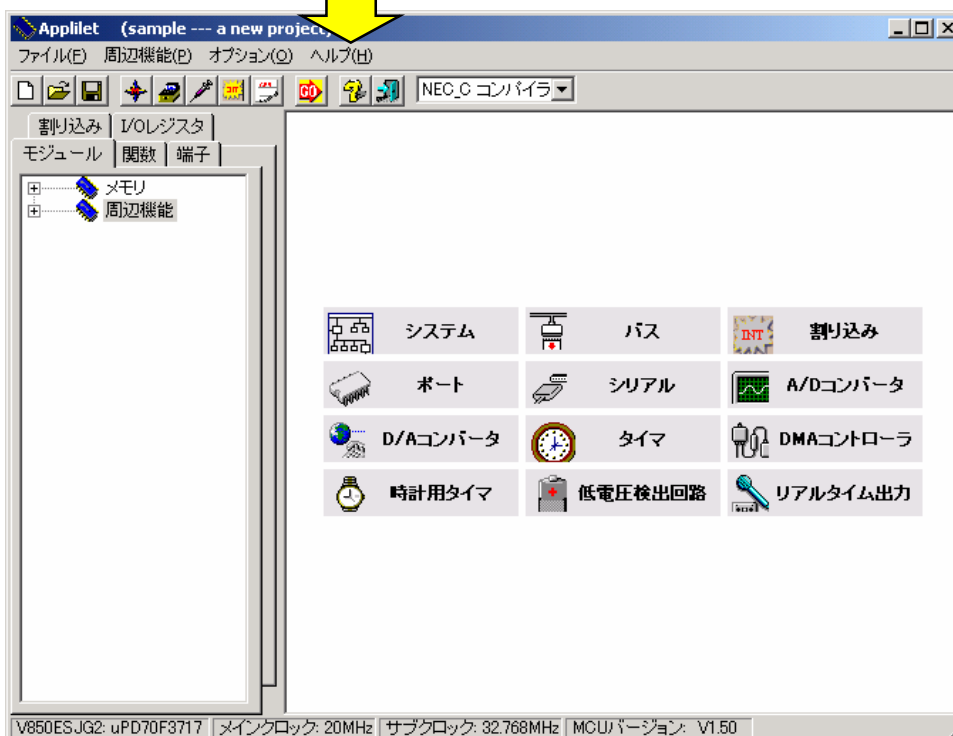 Applilet (sample --- a new project)
ファイル(F) 周辺機能(P) オプション(O) ヘルプ(H)
INT GO NEC_C コンパイラ
割り込み I/Oレジスタ
モジュール 関数 端子
メモリ
周辺機能
システム バス INT 割り込み
ポート シリアル A/Dコンバータ
D/Aコンバータ タイマ DMAコントローラ
時計用タイマ 低電圧検出回路 リアルタイム出力
V850ESJG2: uPD70F3717 メインクロック: 20MHz サブクロック: 32.768MHz MCUバージョン: V1.50